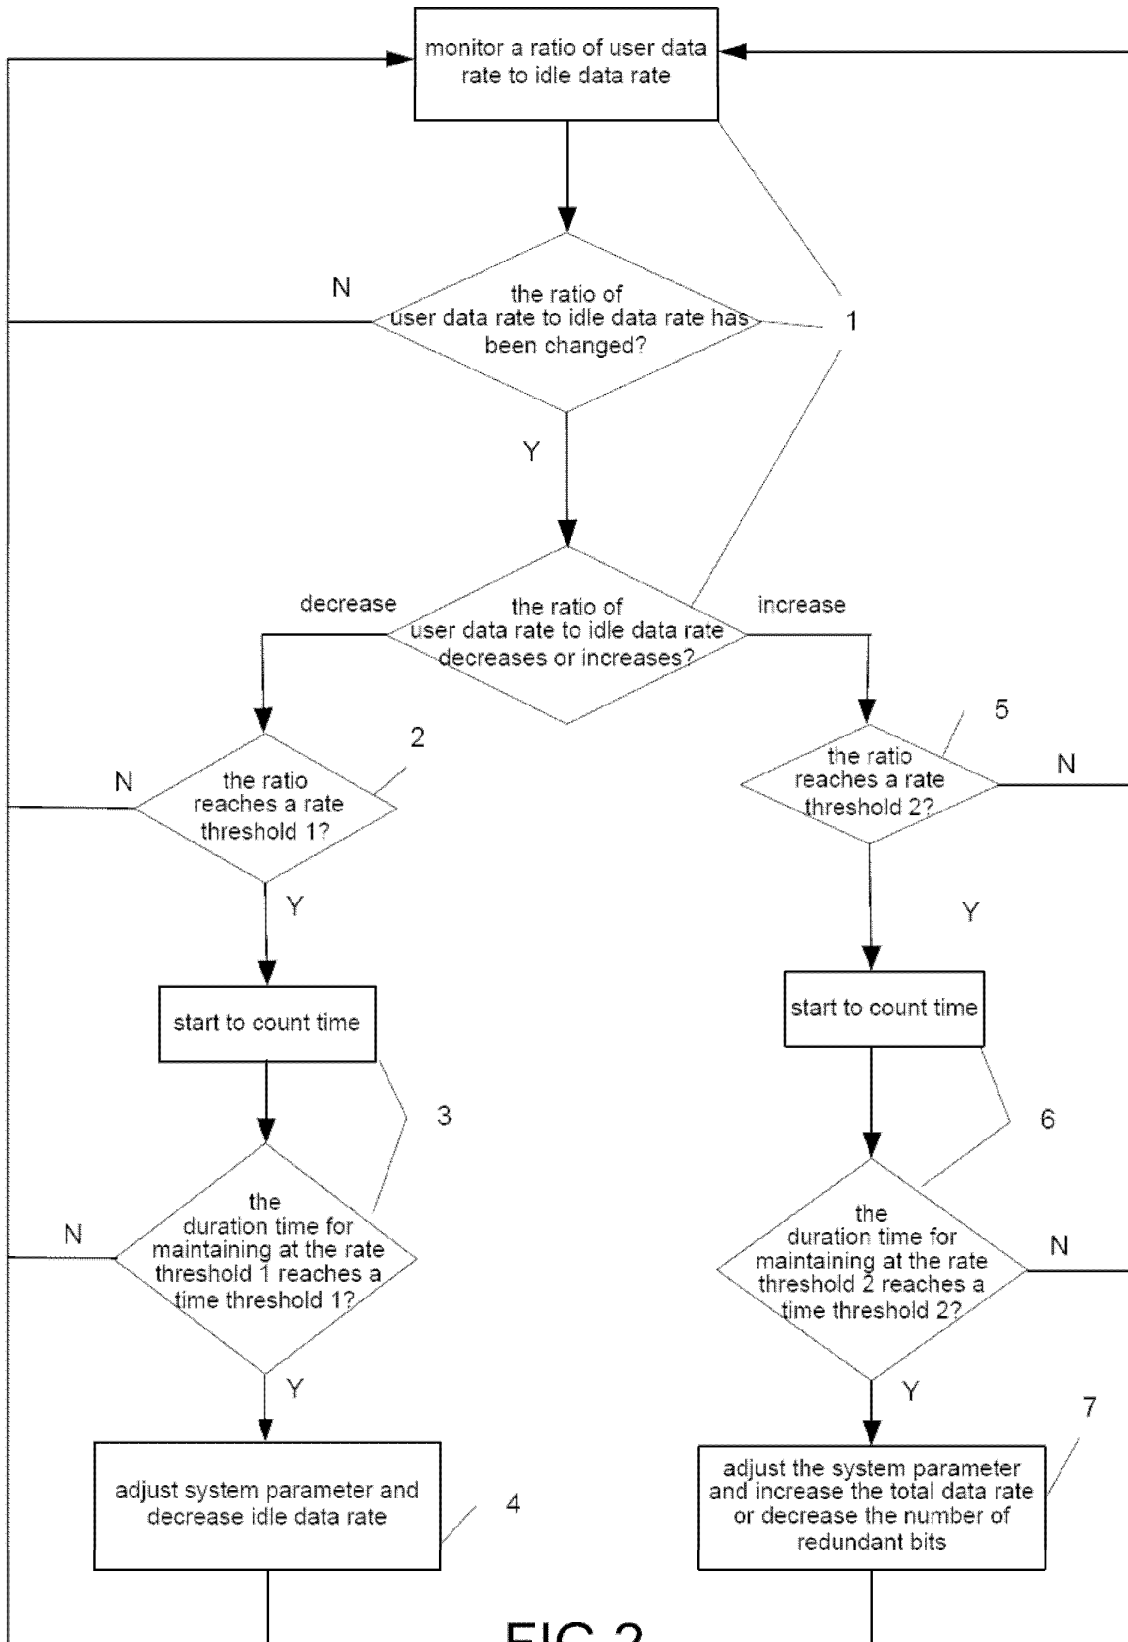 monitor a ratio of user data
rate to idle data rate
N
the ratio of
user data rate to idle data rate has
been changed?
1
Y
decrease
the ratio of
user data rate to idle data rate
decreases or increases?
increase
2
5
N
the ratio
reaches a rate
threshold 1?
the ratio
reaches a rate
threshold 2?
N
Y
Y
start to count time
start to count time
3
6
N
the
duration time for
maintaining at the rate
threshold 1 reaches a
time threshold 1?
the
duration time for
maintaining at the rate
threshold 2 reaches a
time threshold 2?
N
Y
Y
7
adjust system parameter and
decrease idle data rate
4
adjust the system parameter
and increase the total data rate
or decrease the number of
redundant bits
FIG.2